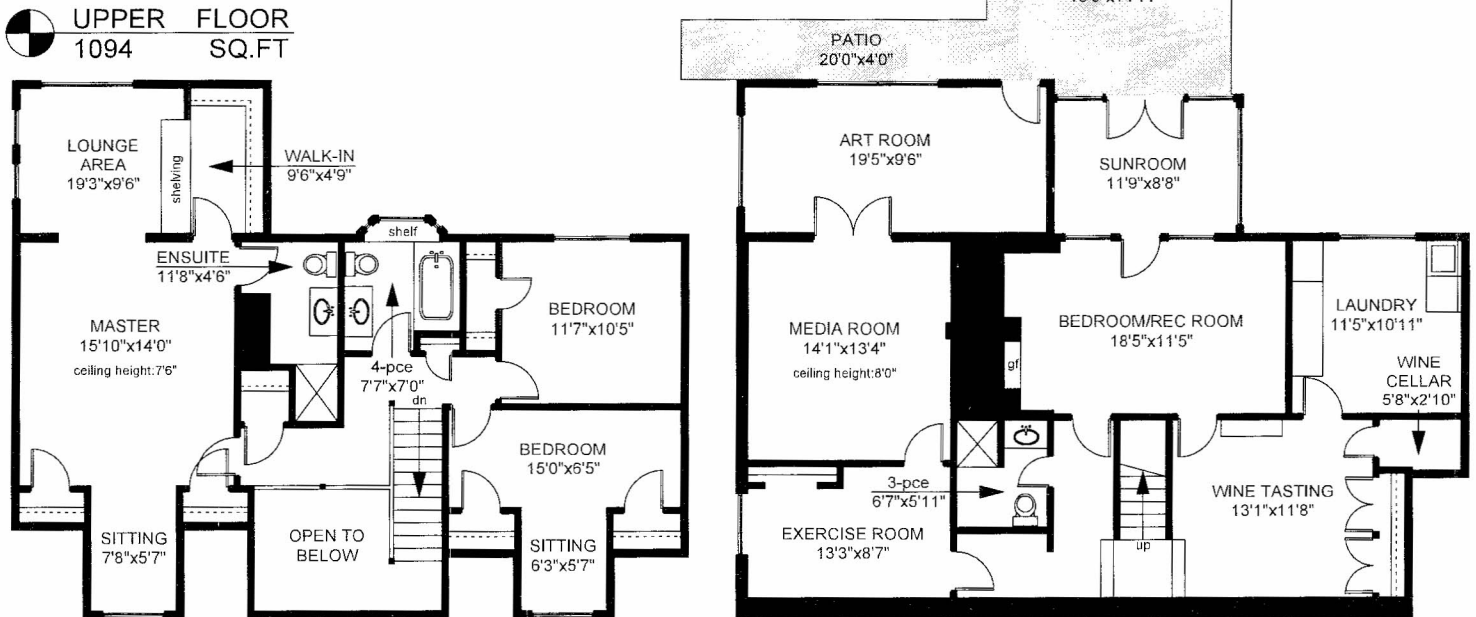 UPPER FLOOR
1094 SQ.FT
LOUNGE
AREA
19'3"x9'6"
shelving
WALK-IN
9'6"x4'9"
ENSUITE
11'8"x4'6"
shelf
MASTER
15'10"x14'0"
ceiling height:7'6"
4-pce
7'7"x7'0"
dn
BEDROOM
11'7"x10'5"
BEDROOM
15'0"x6'5"
SITTING
7'8"x5'7"
OPEN TO
BELOW
SITTING
6'3"x5'7"
PATIO
20'0"x4'0"
ART ROOM
19'5"x9'6"
SUNROOM
11'9"x8'8"
MEDIA ROOM
14'1"x13'4"
ceiling height:8'0"
gf
BEDROOM/REC ROOM
18'5"x11'5"
LAUNDRY
11'5"x10'11"
WINE
CELLAR
5'8"x2'10"
3-pce
6'7"x5'11"
EXERCISE ROOM
13'3"x8'7"
up
WINE TASTING
13'1"x11'8"